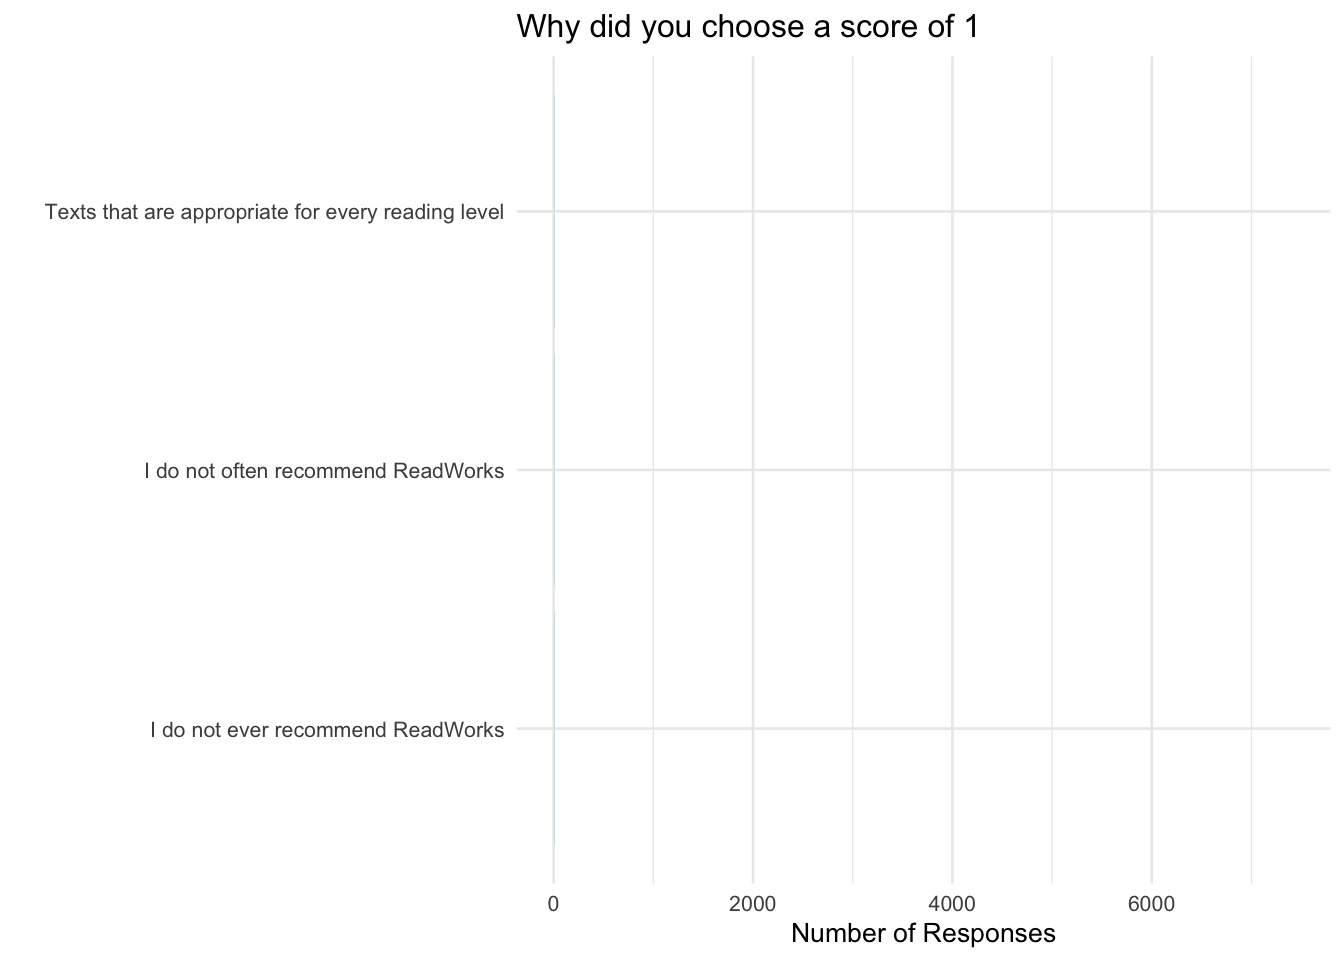 Why did you choose a score of 1
Texts that are appropriate for every reading level
I do not often recommend ReadWorks
I do not ever recommend ReadWorks
0 2000 4000 6000
Number of Responses